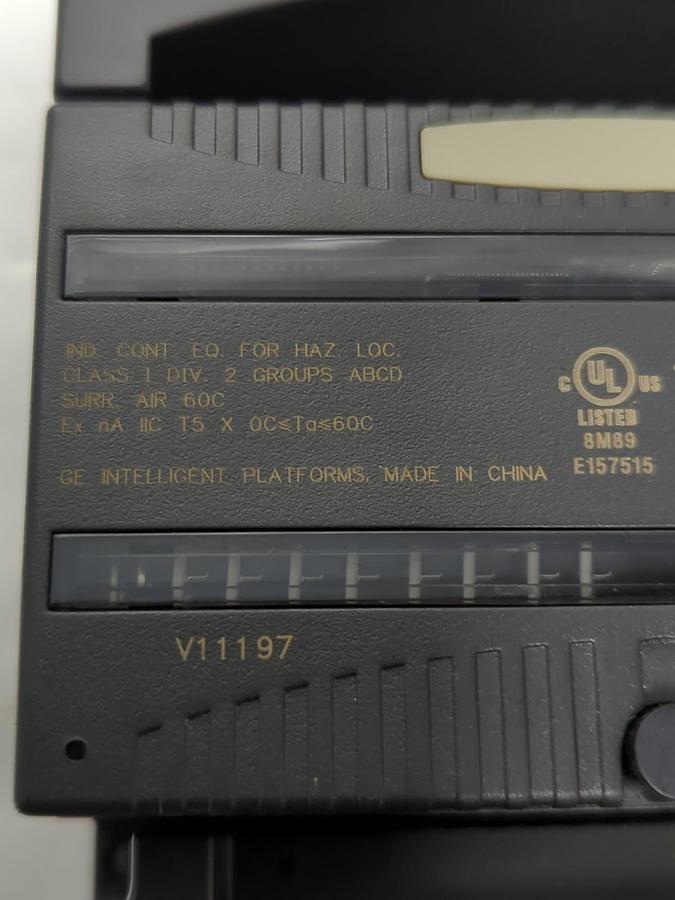 IND. CONT. EQ. FOR HAZ. LOC.
CLASS 1 DIV. 2 GROUPS ABCD
SURR. AIR 60C
Ex nA IIC T5 X 0C≤Ta≤60C
GE INTELLIGENT PLATFORMS. MADE IN CHINA
C UL US
LISTED
8M89
E157515
V11197